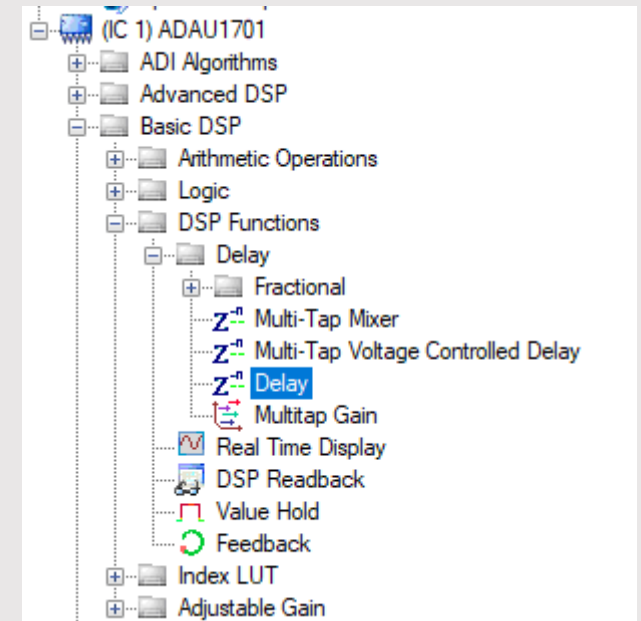 (IC 1) ADAU1701
ADI Algorithms
Advanced DSP
Basic DSP
Arithmetic Operations
Logic
DSP Functions
Delay
Fractional
z-n Multi-Tap Mixer
z-n Multi-Tap Voltage Controlled Delay
z-n Delay
Multitap Gain
Real Time Display
DSP Readback
Value Hold
Feedback
Index LUT
Adjustable Gain